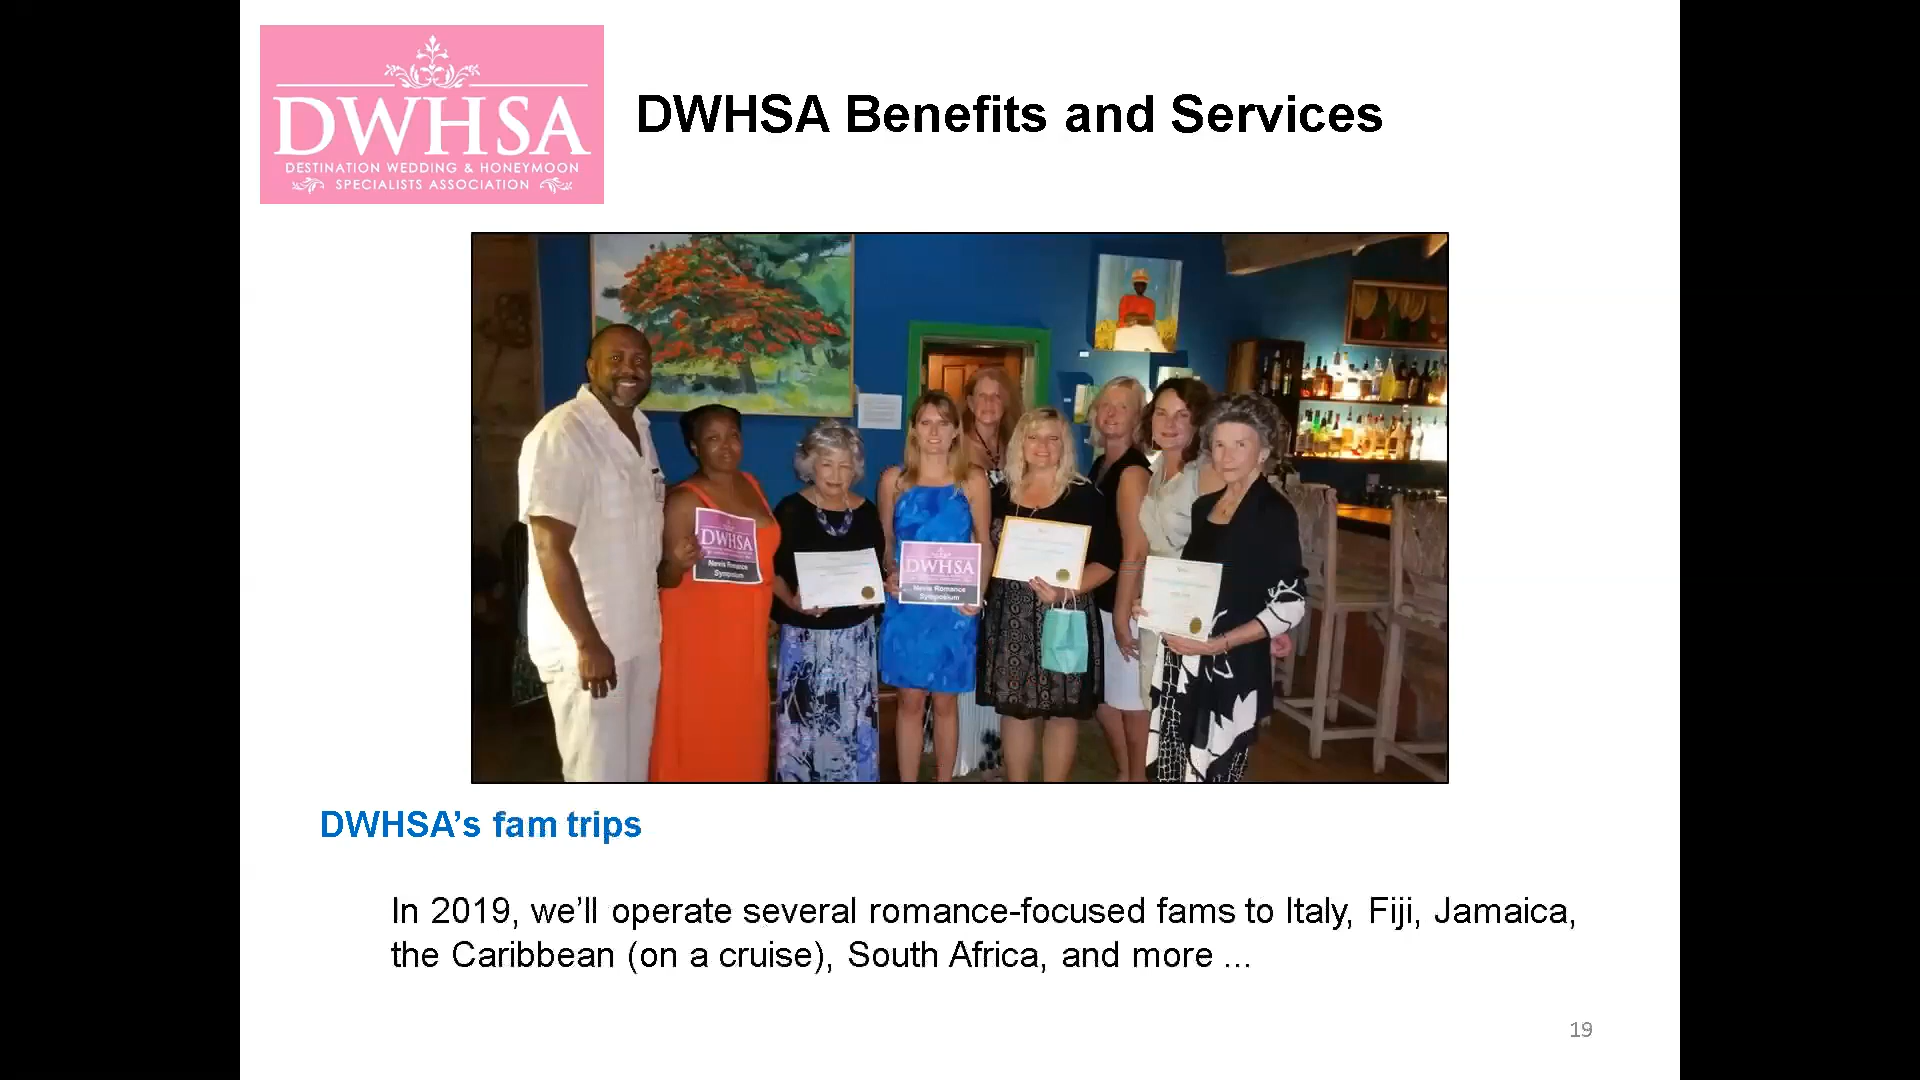 DWHSA
DESTINATION WEDDING & HONEYMOON
SPECIALISTS ASSOCIATION
DWHSA Benefits and Services
DWHSA
Nevis Romance
Symposium
DWHSA
Nevis Romance
Symposium
DWHSA’s fam trips
In 2019, we’ll operate several romance-focused fams to Italy, Fiji, Jamaica,
the Caribbean (on a cruise), South Africa, and more ...
19